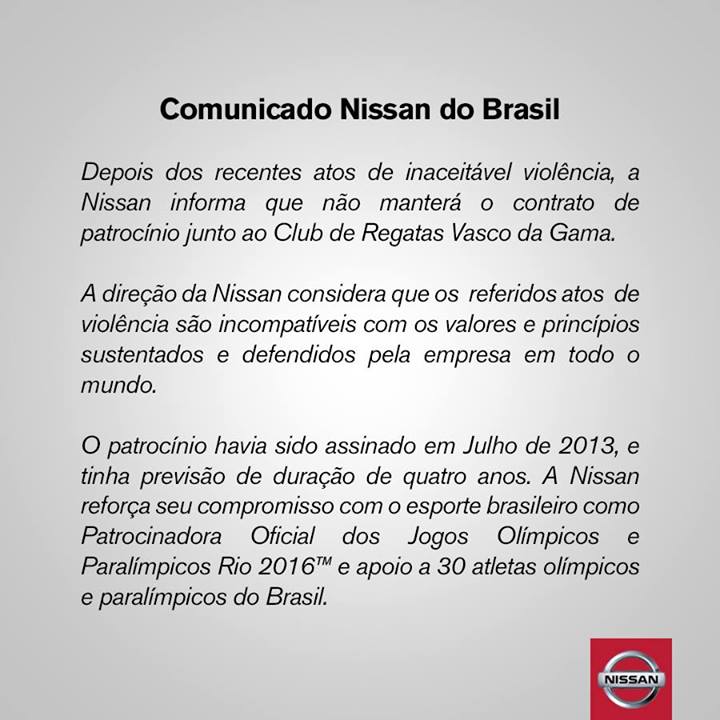 Comunicado Nissan do Brasil
Depois dos recentes atos de inaceitável violência, a
Nissan informa que não manterá o contrato de
patrocínio junto ao Club de Regatas Vasco da Gama.
A direção da Nissan considera que os referidos atos de
violência são incompatíveis com os valores e princípios
sustentados e defendidos pela empresa em todo o
mundo.
O patrocínio havia sido assinado em Julho de 2013, e
tinha previsão de duração de quatro anos. A Nissan
reforça seu compromisso com o esporte brasileiro como
Patrocinadora Oficial dos Jogos Olímpicos e
Paralímpicos Rio 2016™ e apoio a 30 atletas olímpicos
e paralímpicos do Brasil.
NISSAN